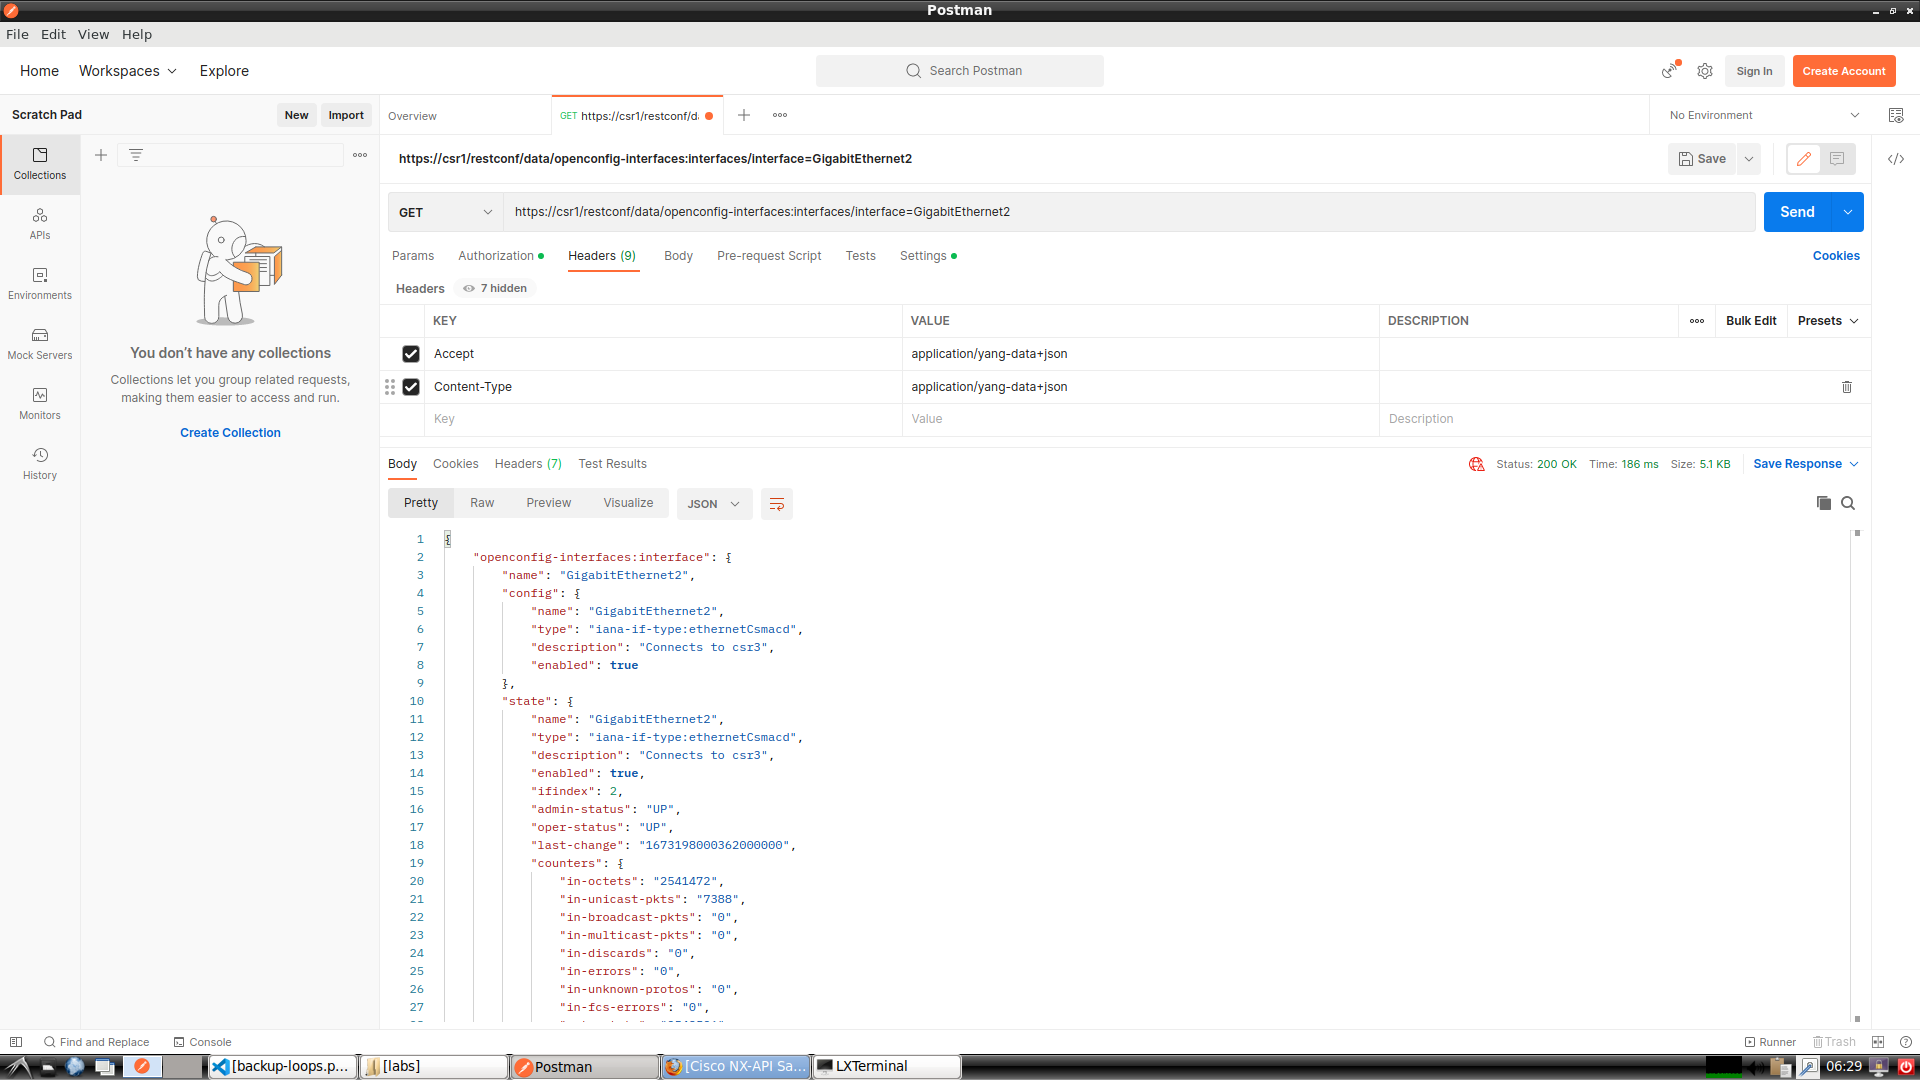 Postman
File Edit View Help
Home Workspaces Explore
Search Postman
Sign In
Create Account
Scratch Pad
New
Import
Overview
GET https://csr1/restconf/d
No Environment
Collections
APIs
Environments
Mock Servers
Monitors
History
You don't have any collections
Collections let you group related requests,
making them easier to access and run.
Create Collection
https://csr1/restconf/data/openconfig-interfaces:interfaces/interface=GigabitEthernet2
Save
GET
https://csr1/restconf/data/openconfig-interfaces:interfaces/interface=GigabitEthernet2
Send
Params Authorization Headers (9) Body Pre-request Script Tests Settings Cookies
Headers 7 hidden
KEY VALUE DESCRIPTION Bulk Edit Presets
Accept application/yang-data+json
Content-Type application/yang-data+json
Key Value Description
Body Cookies Headers (7) Test Results Status: 200 OK Time: 186 ms Size: 5.1 KB Save Response
Pretty Raw Preview Visualize JSON
1 {
2 "openconfig-interfaces:interface": {
3 "name": "GigabitEthernet2",
4 "config": {
5 "name": "GigabitEthernet2",
6 "type": "iana-if-type:ethernetCsmacd",
7 "description": "Connects to csr3",
8 "enabled": true
9 },
10 "state": {
11 "name": "GigabitEthernet2",
12 "type": "iana-if-type:ethernetCsmacd",
13 "description": "Connects to csr3",
14 "enabled": true,
15 "ifindex": 2,
16 "admin-status": "UP",
17 "oper-status": "UP",
18 "last-change": "1673198000362000000",
19 "counters": {
20 "in-octets": "2541472",
21 "in-unicast-pkts": "7388",
22 "in-broadcast-pkts": "0",
23 "in-multicast-pkts": "0",
24 "in-discards": "0",
25 "in-errors": "0",
26 "in-unknown-protos": "0",
27 "in-fcs-errors": "0",
Find and Replace Console Runner Trash
[backup-loops.p... [labs] Postman [Cisco NX-API Sa... LXTerminal 06:29